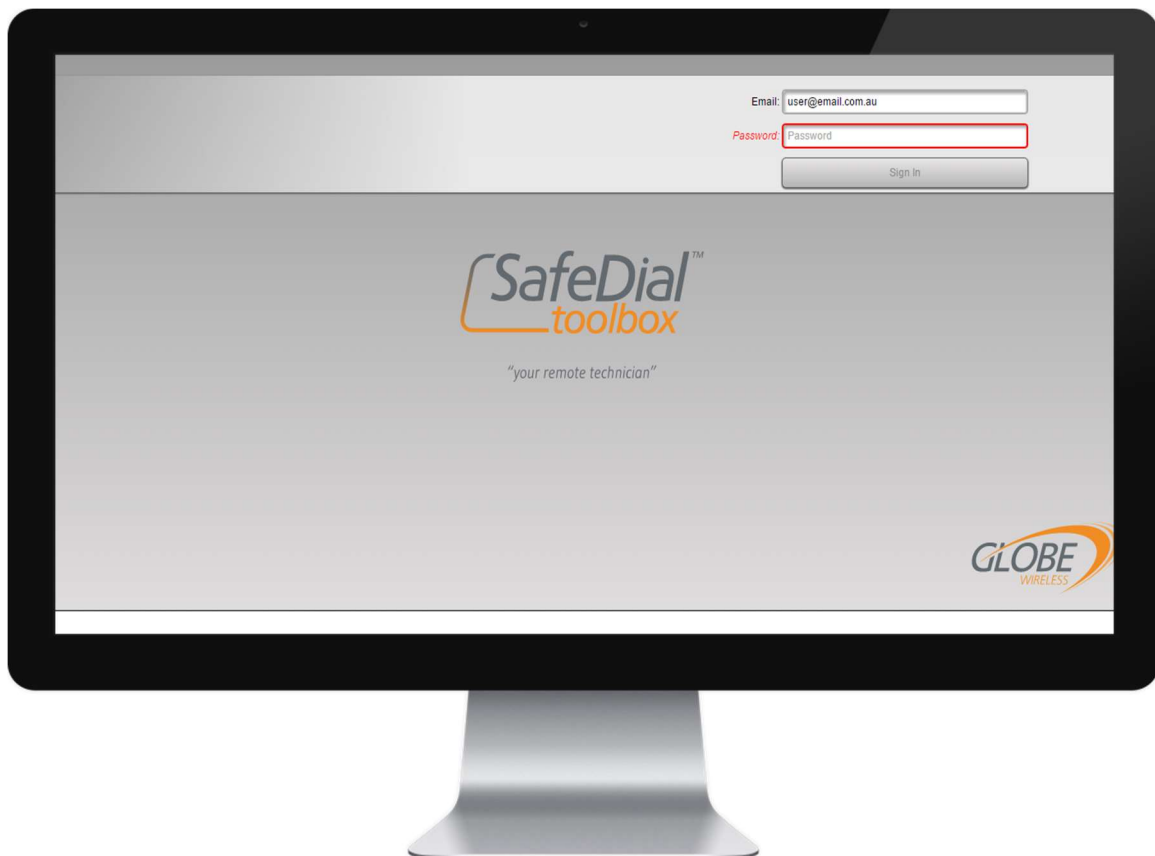 Email: user@email.com.au
Password: Password
Sign In
SafeDial™
toolbox
"your remote technician"
GLOBE
WIRELESS